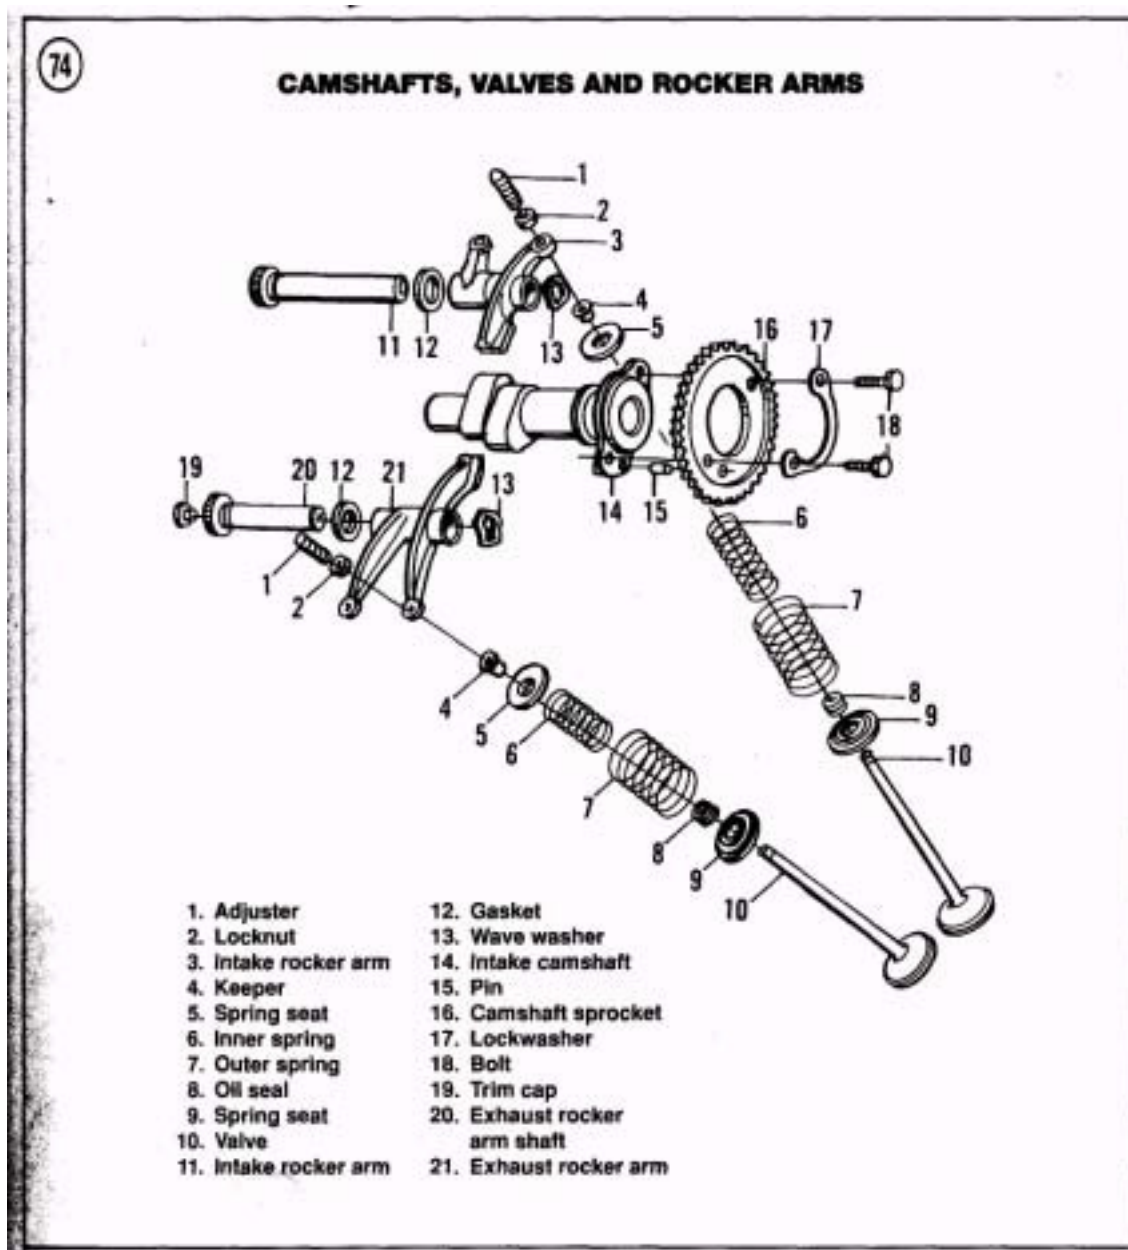 74
CAMSHAFTS, VALVES AND ROCKER ARMS
1
2
3
4
5
11
12
13
16
17
18
19
20
12
21
13
14
15
6
7
1
2
8
9
10
4
5
6
7
8
9
10
1. Adjuster
2. Locknut
3. Intake rocker arm
4. Keeper
5. Spring seat
6. Inner spring
7. Outer spring
8. Oil seal
9. Spring seat
10. Valve
11. Intake rocker arm
12. Gasket
13. Wave washer
14. Intake camshaft
15. Pin
16. Camshaft sprocket
17. Lockwasher
18. Bolt
19. Trim cap
20. Exhaust rocker
arm shaft
21. Exhaust rocker arm